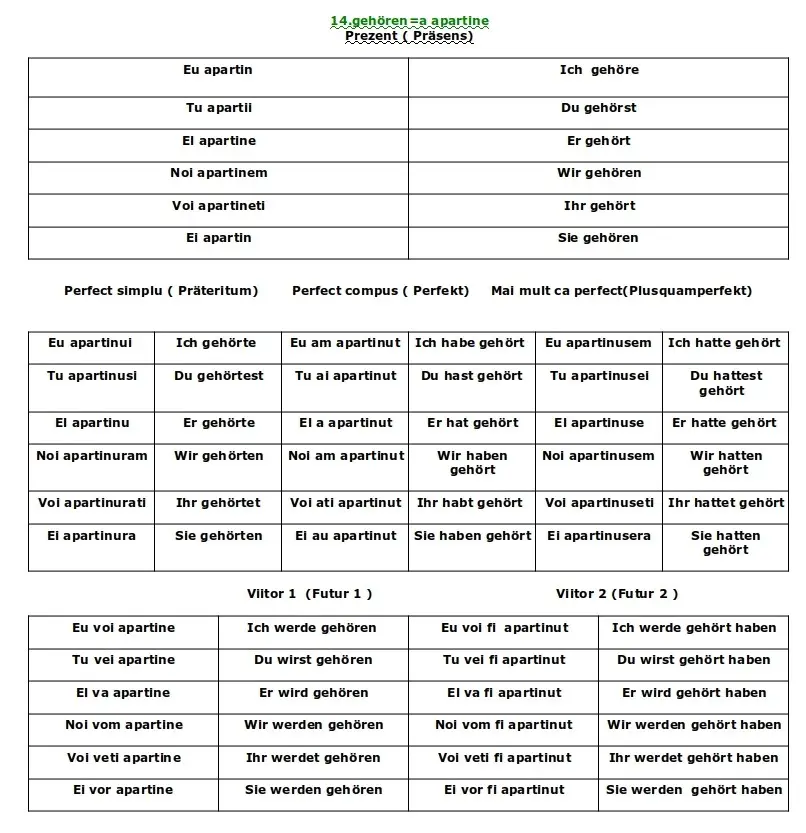 14.gehören=a apartine
Prezent ( Präsens)
Eu apartin Ich gehöre
Tu apartii Du gehörst
El apartine Er gehört
Noi apartinem Wir gehören
Voi apartineti Ihr gehört
Ei apartin Sie gehören
Perfect simplu ( Präteritum) Perfect compus ( Perfekt) Mai mult ca perfect(Plusquamperfekt)
Eu apartinui Ich gehörte Eu am apartinut Ich habe gehört Eu apartinusem Ich hatte gehört
Tu apartinusi Du gehörtest Tu ai apartinut Du hast gehört Tu apartinusei Du hattest
gehört
El apartinu Er gehörte El a apartinut Er hat gehört El apartinuse Er hatte gehört
Noi apartinuram Wir gehörten Noi am apartinut Wir haben Noi apartinusem Wir hatten
gehört gehört
Voi apartinurati Ihr gehörtet Voi ati apartinut Ihr habt gehört Voi apartinuseti Ihr hattet gehört
Ei apartinura Sie gehörten Ei au apartinut Sie haben gehört Ei apartinusera Sie hatten
gehört
Viitor 1 (Futur 1 ) Viitor 2 (Futur 2 )
Eu voi apartine Ich werde gehören Eu voi fi apartinut Ich werde gehört haben
Tu vei apartine Du wirst gehören Tu vei fi apartinut Du wirst gehört haben
El va apartine Er wird gehören El va fi apartinut Er wird gehört haben
Noi vom apartine Wir werden gehören Noi vom fi apartinut Wir werden gehört haben
Voi veti apartine Ihr werdet gehören Voi veti fi apartinut Ihr werdet gehört haben
Ei vor apartine Sie werden gehören Ei vor fi apartinut Sie werden gehört haben